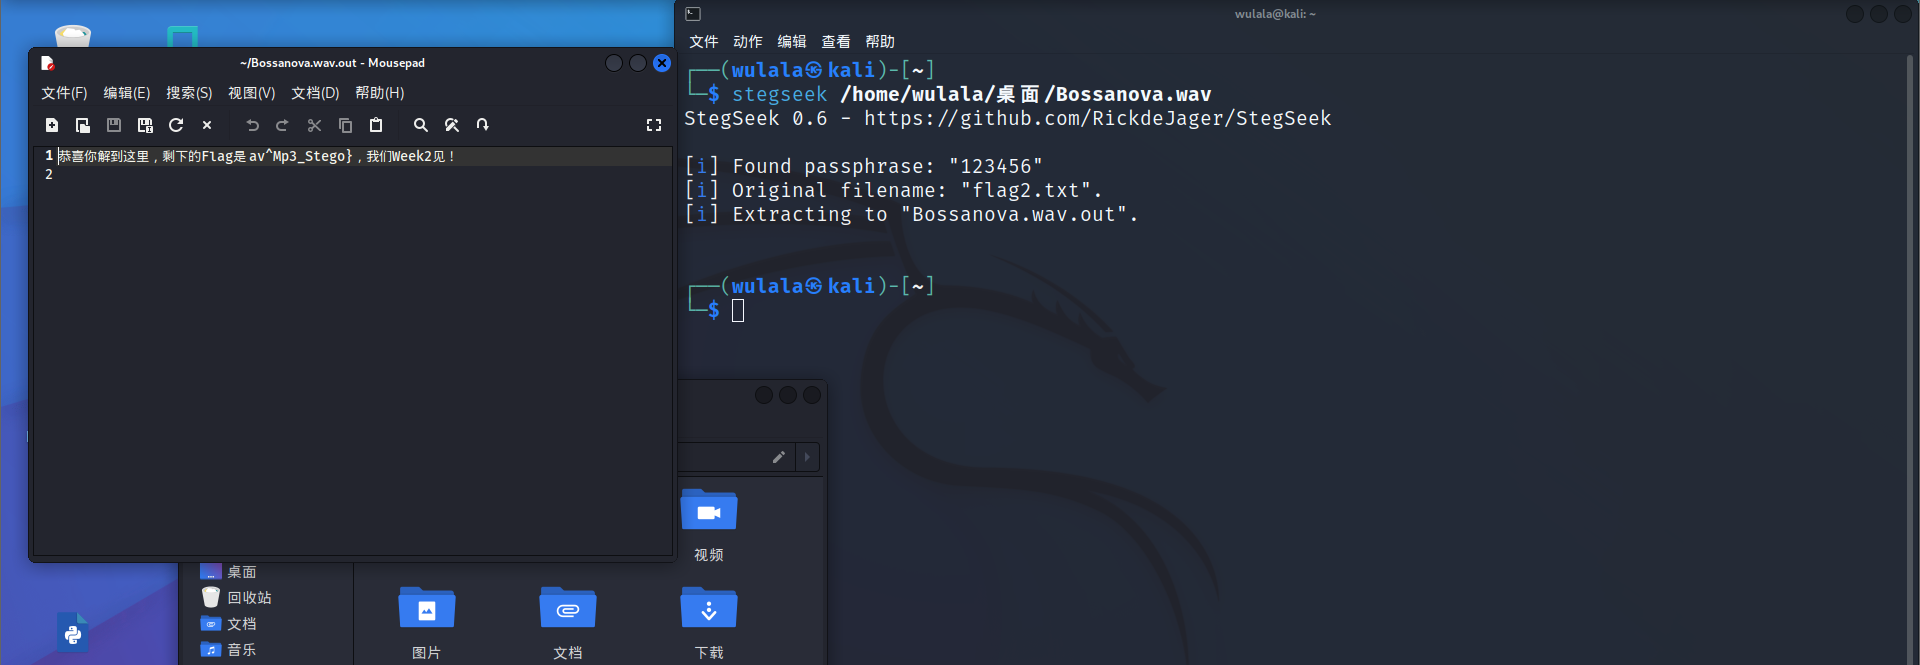 ~/Bossanova.wav.out - Mousepad
文件(F) 编辑(E) 搜索(S) 视图(V) 文档(D) 帮助(H)
1 恭喜你解到这里，剩下的Flag是 av^Mp3_Stego}，我们Week2见！
2
wulala@kali: ~
文件 动作 编辑 查看 帮助
┌──(wulala㉿kali)-[~]
└─$ stegseek /home/wulala/桌面/Bossanova.wav
StegSeek 0.6 - https://github.com/RickdeJager/StegSeek
[i] Found passphrase: "123456"
[i] Original filename: "flag2.txt".
[i] Extracting to "Bossanova.wav.out".
┌──(wulala㉿kali)-[~]
└─$
桌面
回收站
文档
音乐
视频
图片
文档
下载